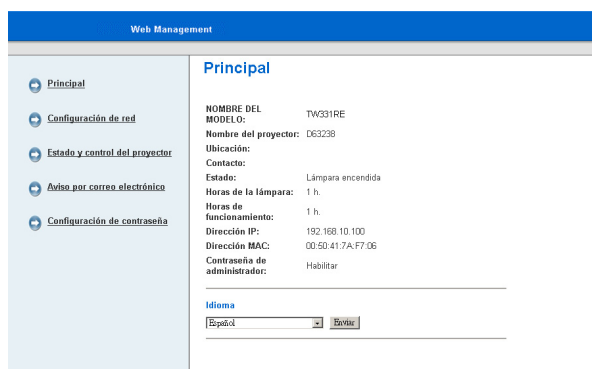 Web Management
Principal
Configuración de red
Estado y control del proyector
Aviso por correo electrónico
Configuración de contraseña
Principal
NOMBRE DEL
MODELO: TW331RE
Nombre del proyector: D63238
Ubicación:
Contacto:
Estado: Lámpara encendida
Horas de la lámpara: 1 h.
Horas de
funcionamiento: 1 h.
Dirección IP: 192.168.10.100
Dirección MAC: 00:50:41:7A:F7:06
Contraseña de
administrador: Habilitar
Idioma
Español Enviar